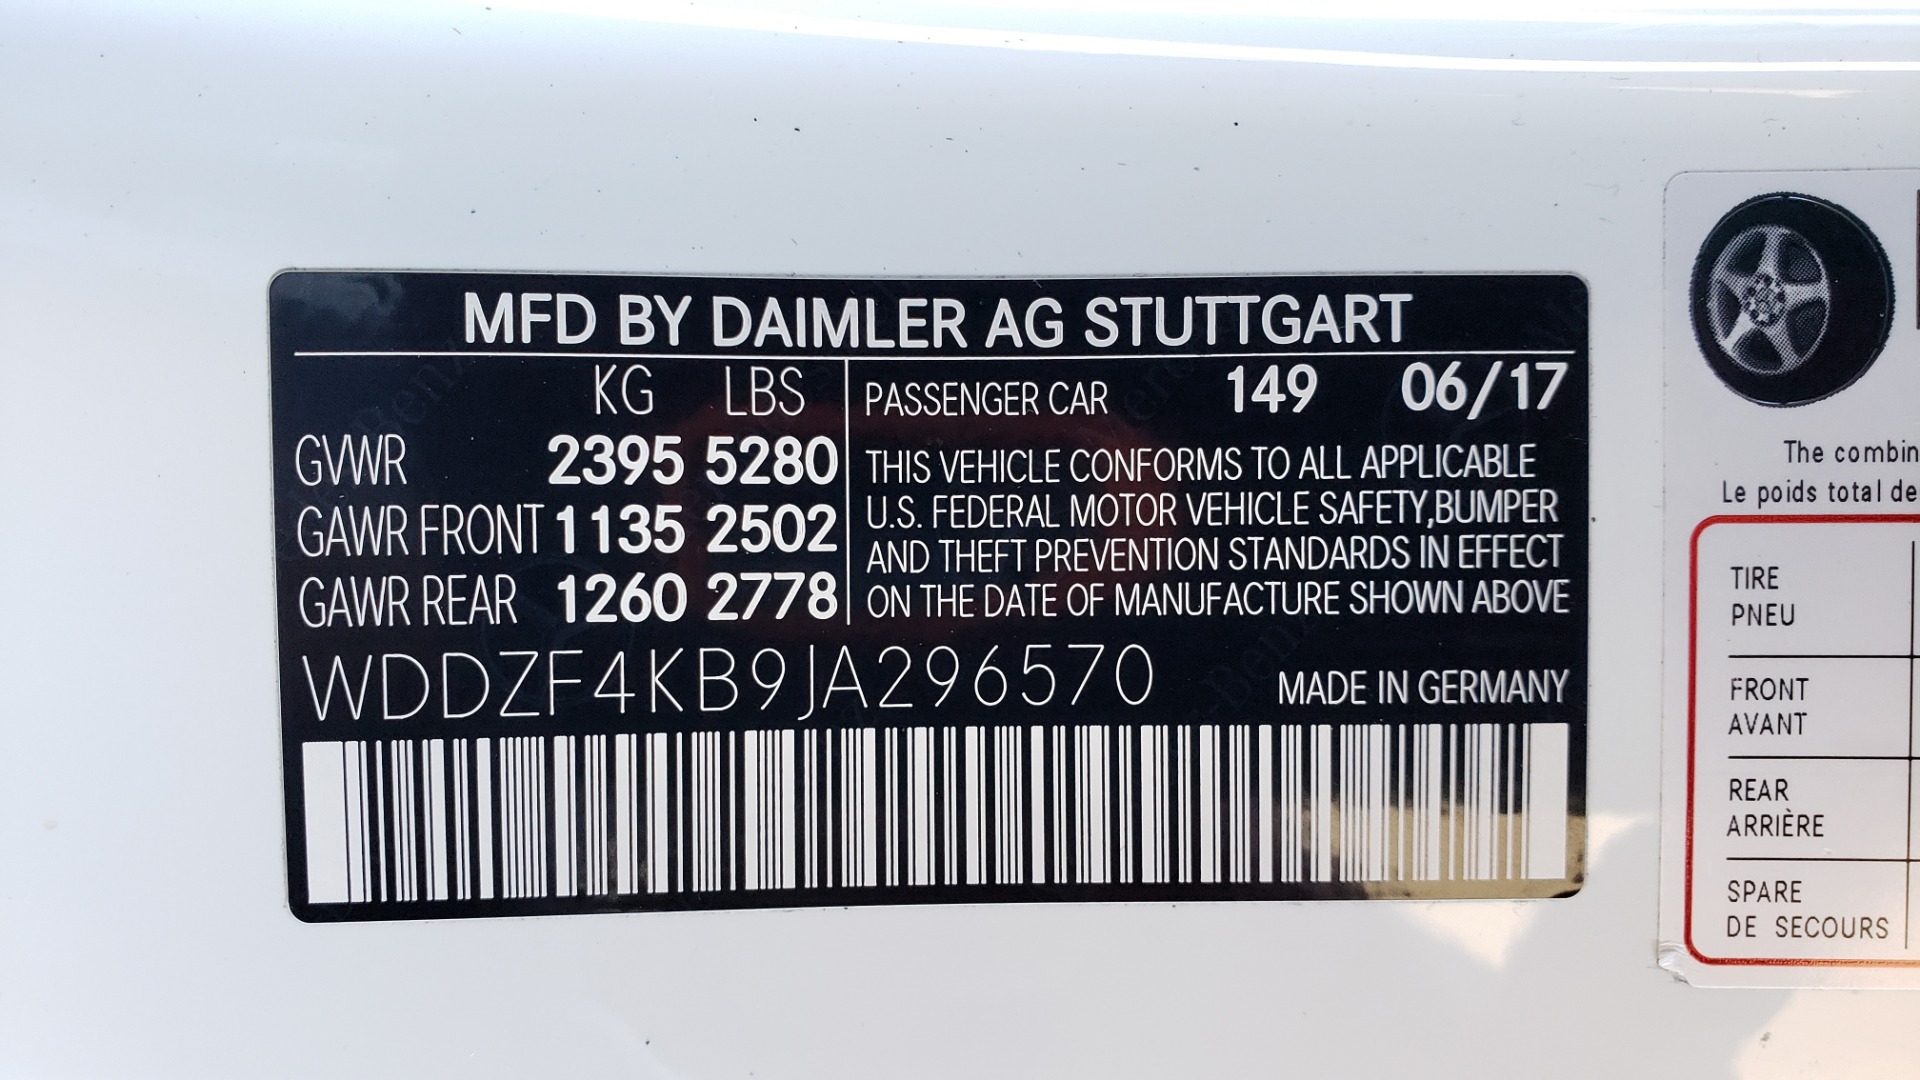 MFD BY DAIMLER AG STUTTGART
KG LBS
GVWR 2395 5280
GAWR FRONT 1135 2502
GAWR REAR 1260 2778
PASSENGER CAR 149 06/17
THIS VEHICLE CONFORMS TO ALL APPLICABLE
U.S. FEDERAL MOTOR VEHICLE SAFETY,BUMPER
AND THEFT PREVENTION STANDARDS IN EFFECT
ON THE DATE OF MANUFACTURE SHOWN ABOVE
WDDZF4KB9JA296570 MADE IN GERMANY
The combin
Le poids total de
TIRE
PNEU
FRONT
AVANT
REAR
ARRIÈRE
SPARE
DE SECOURS